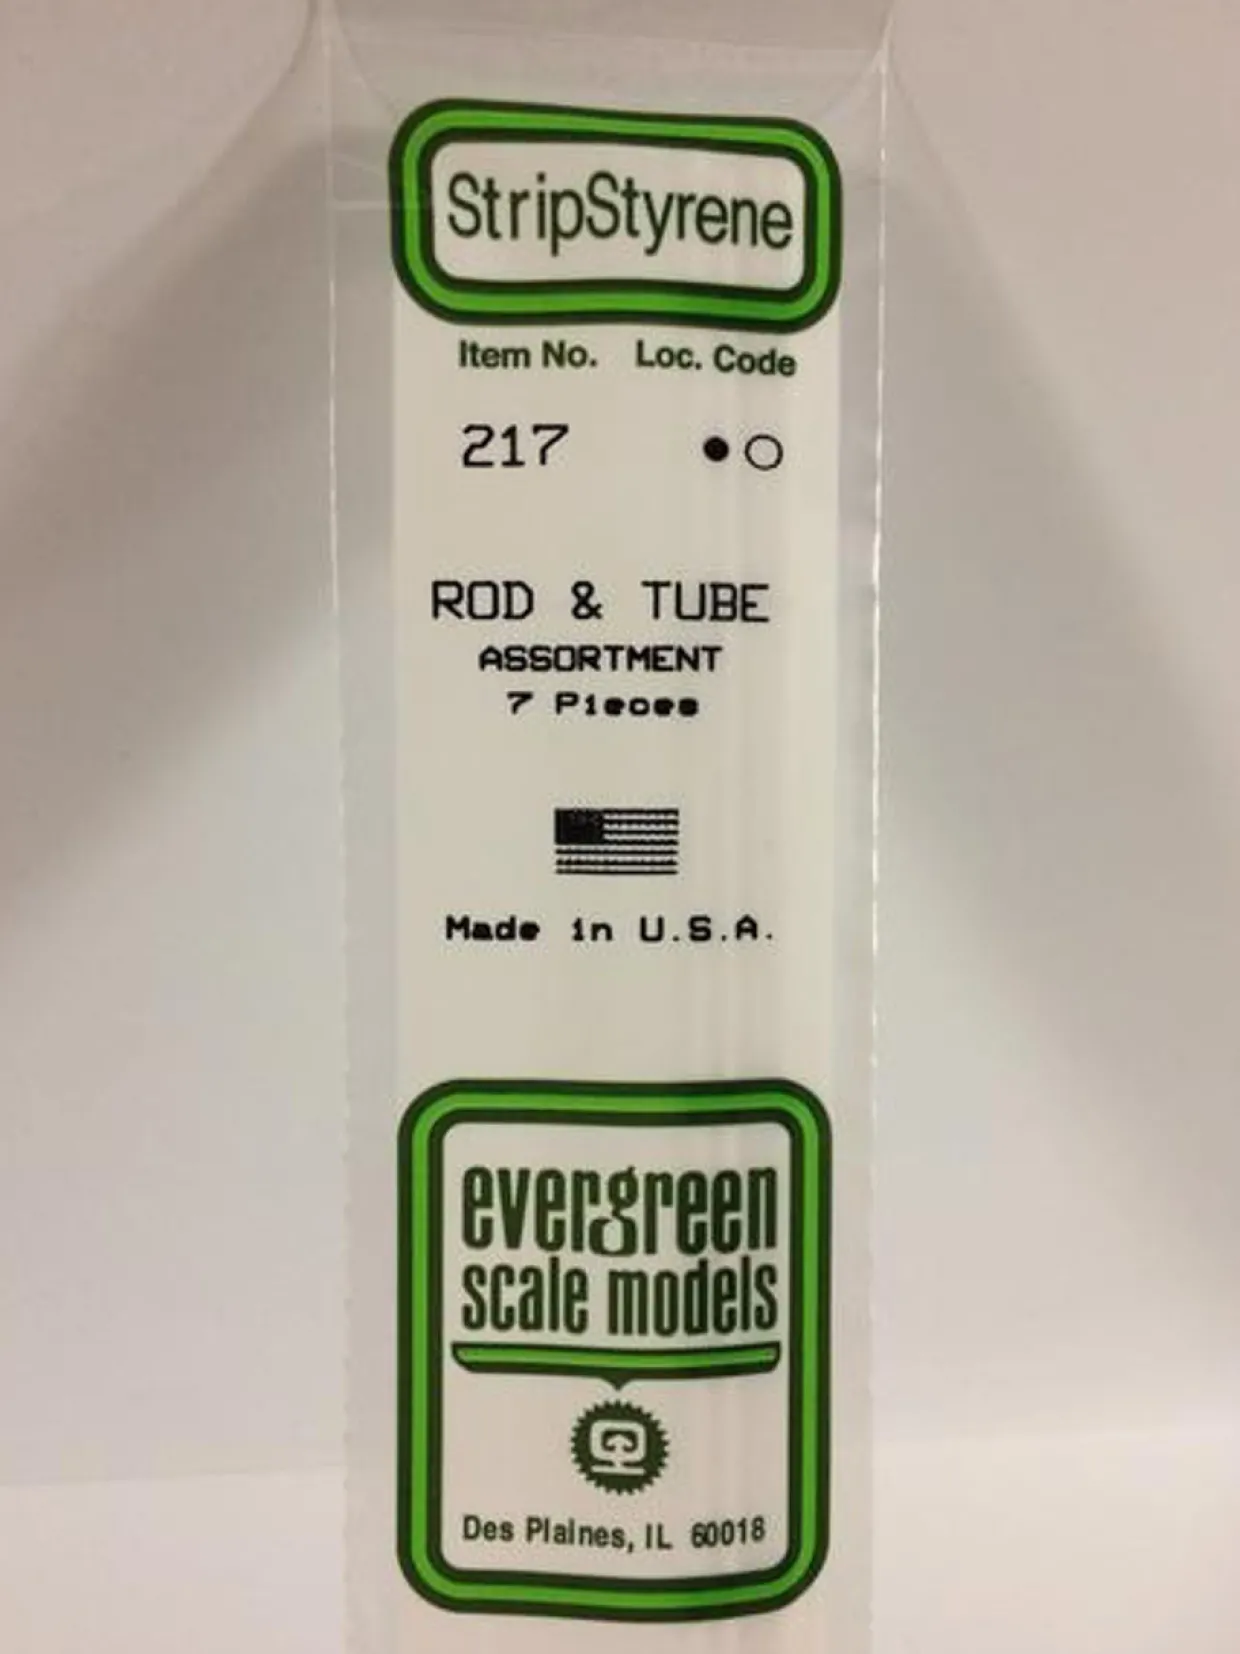 StripStyrene
Item No. Loc. Code
217
ROD & TUBE
ASSORTMENT
7 Pieces
Made in U.S.A.
evergreen
scale models
Des Plaines, IL 60018